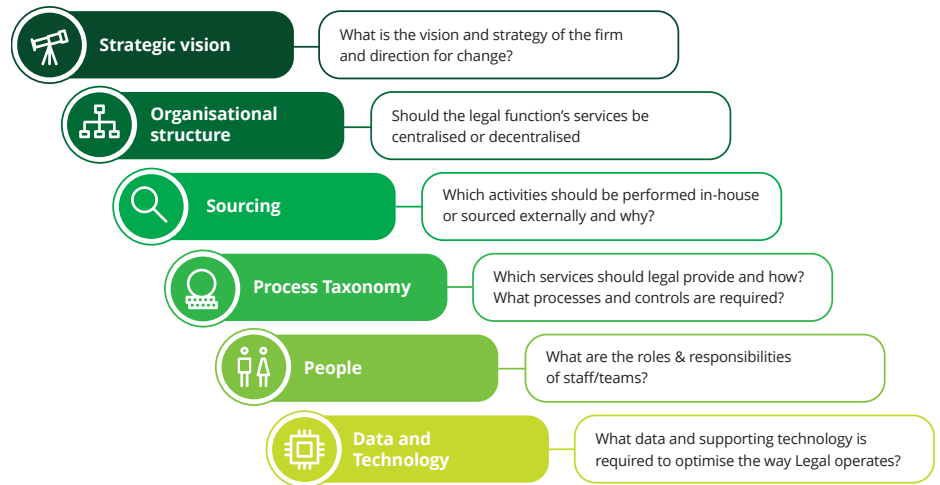 Strategic vision
What is the vision and strategy of the firm
and direction for change?
Organisational
structure
Should the legal function's services be
centralised or decentralised
Sourcing
Which activities should be performed in-house
or sourced externally and why?
Process Taxonomy
Which services should legal provide and how?
What processes and controls are required?
People
What are the roles & responsibilities
of staff/teams?
Data and
Technology
What data and supporting technology is
required to optimise the way Legal operates?